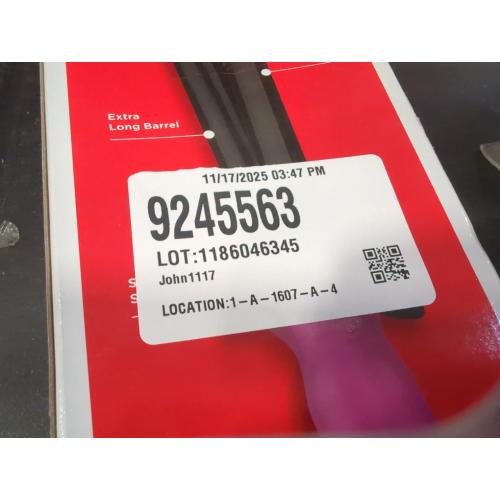 Extra
Long Barrel
11/17/2025 03:47 PM
9245563
LOT:1186046345
John1117
LOCATION:1-A-1607-A-4